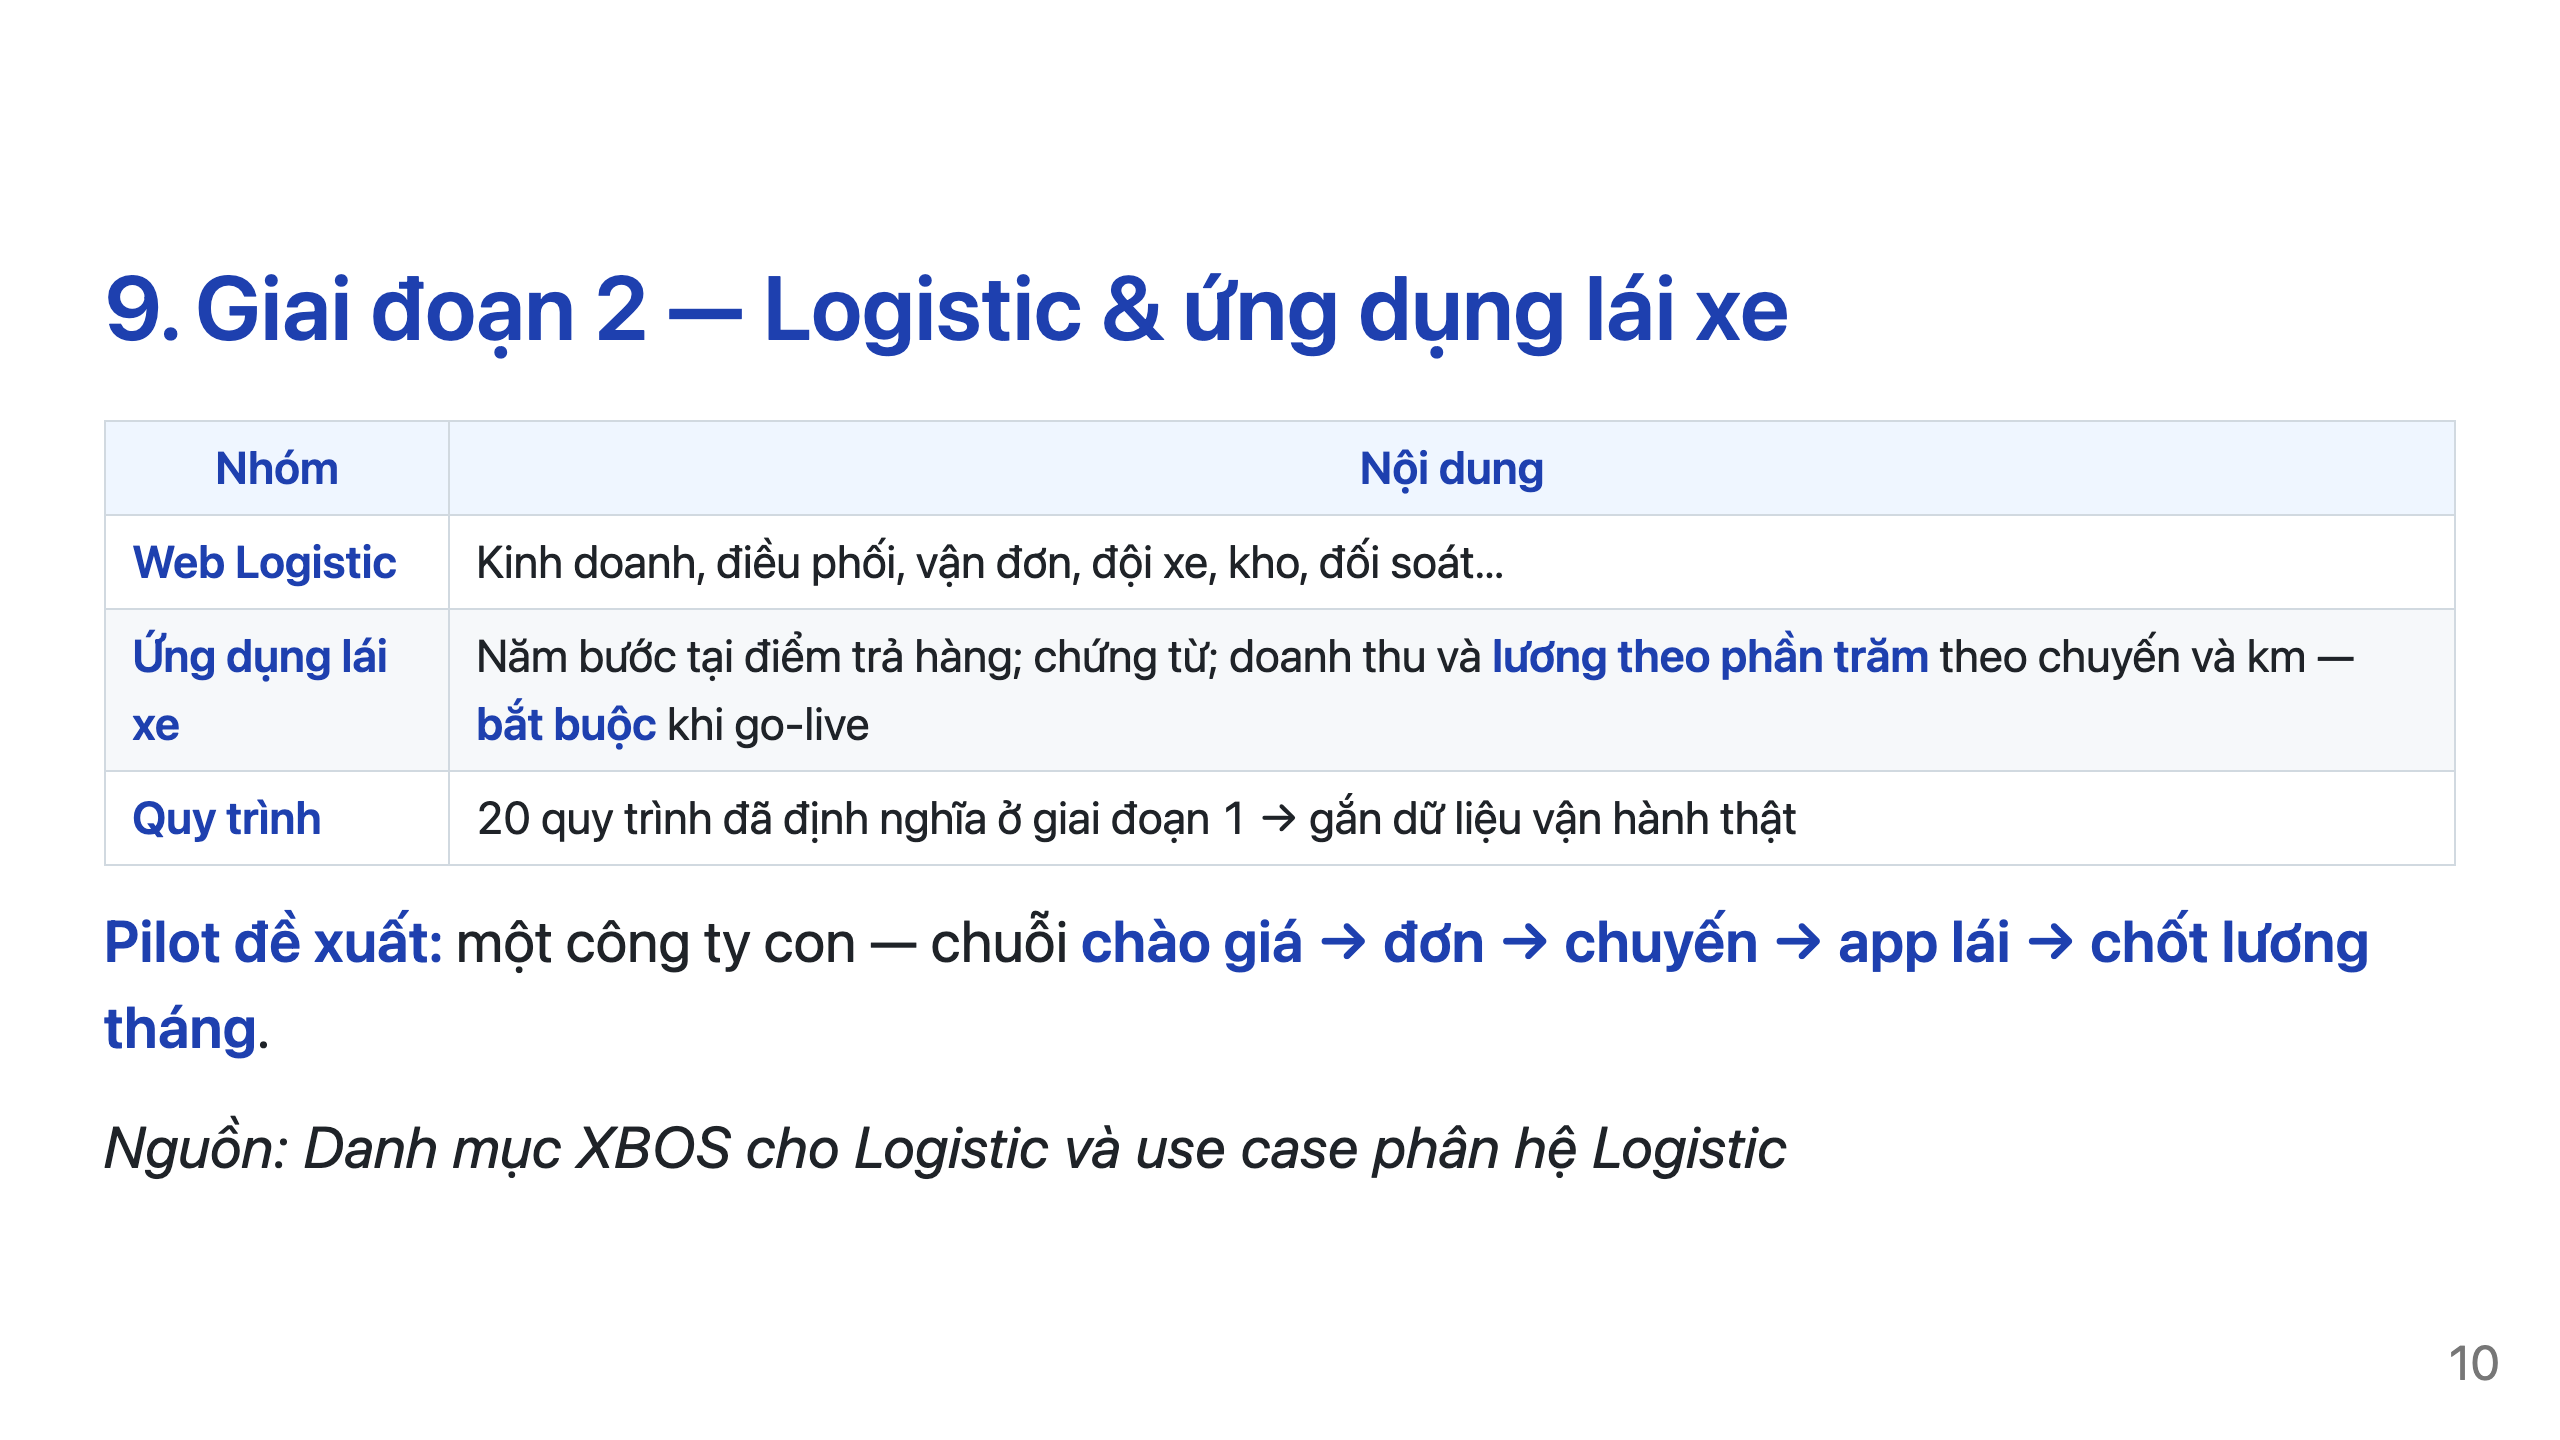 9. Giai đoạn 2 — Logistic & ứng dụng lái xe
Nhóm
Nội dung
Web Logistic
Kinh doanh, điều phối, vận đơn, đội xe, kho, đối soát...
Ứng dụng lái
xe
Năm bước tại điểm trả hàng; chứng từ; doanh thu và lương theo phần trăm theo chuyến và km —
bắt buộc khi go-live
Quy trình
20 quy trình đã định nghĩa ở giai đoạn 1 → gắn dữ liệu vận hành thật
Pilot đề xuất: một công ty con — chuỗi chào giá → đơn → chuyến → app lái → chốt lương
tháng.
Nguồn: Danh mục XBOS cho Logistic và use case phân hệ Logistic
10